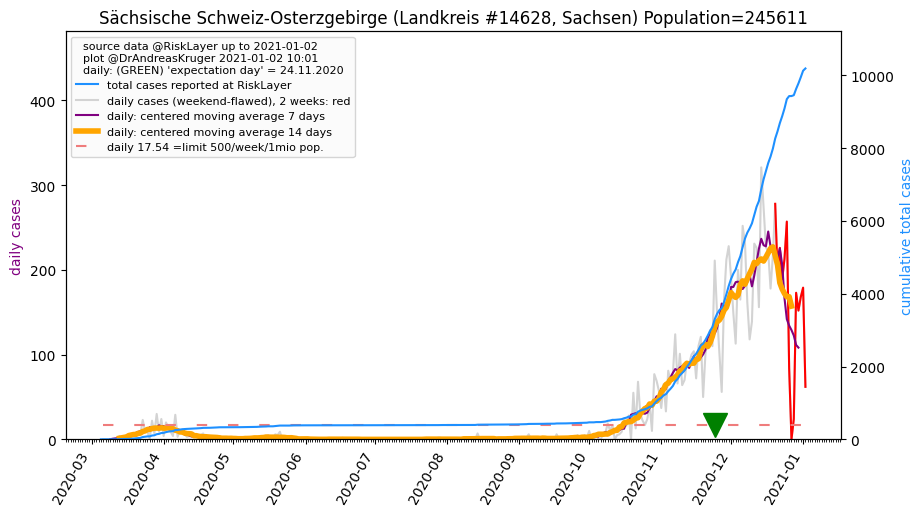 Sächsische Schweiz-Osterzgebirge (Landkreis #14628, Sachsen) Population=245611
source data @RiskLayer up to 2021-01-02
plot @DrAndreasKruger 2021-01-02 10:01
daily: (GREEN) 'expectation day' = 24.11.2020
total cases reported at RiskLayer
daily cases (weekend-flawed), 2 weeks: red
daily: centered moving average 7 days
daily: centered moving average 14 days
daily 17.54 =limit 500/week/1mio pop.
daily cases
400
300
200
100
0
cumulative total cases
10000
8000
6000
4000
2000
0
2020-03
2020-04
2020-05
2020-06
2020-07
2020-08
2020-09
2020-10
2020-11
2020-12
2021-01